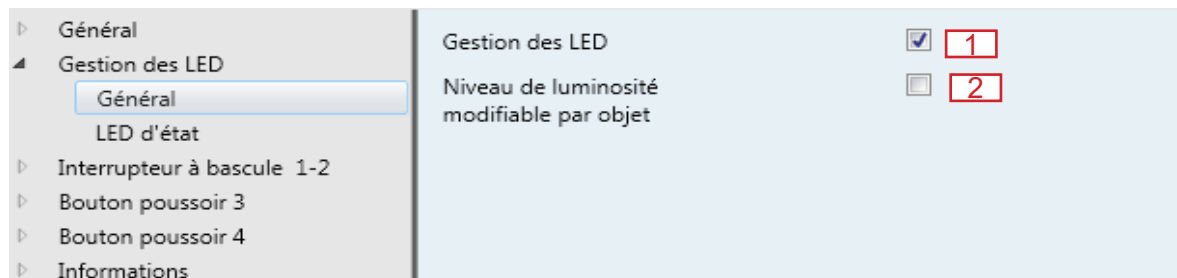 Général
Gestion des LED
Général
LED d'état
Interrupteur à bascule 1-2
Bouton poussoir 3
Bouton poussoir 4
Informations
Gestion des LED
1
Niveau de luminosité
modifiable par objet
2